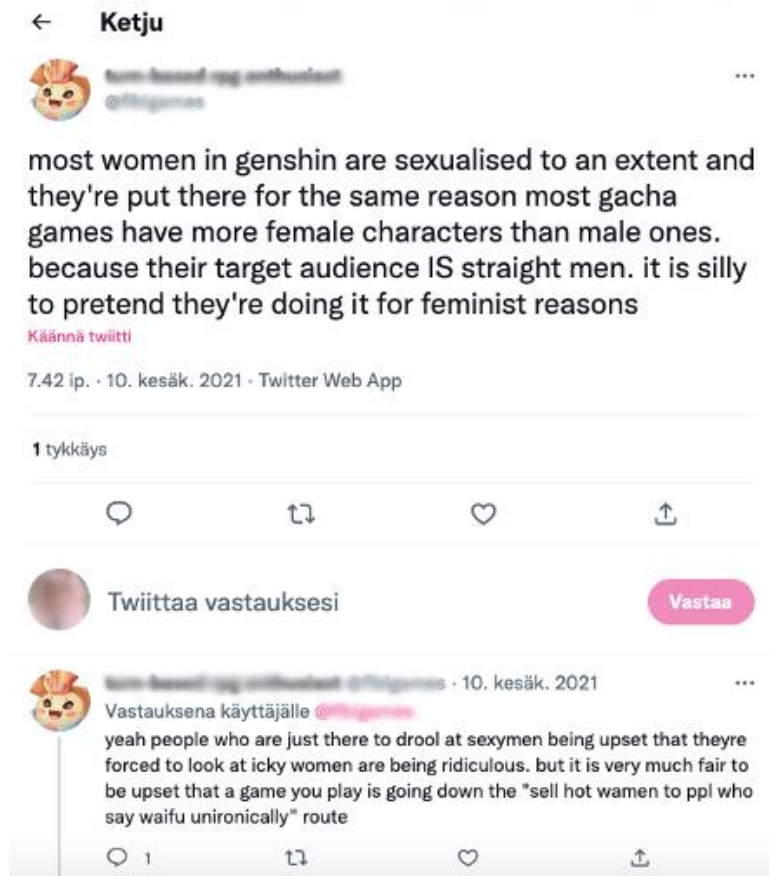 Ketju
most women in genshin are sexualised to an extent and
they're put there for the same reason most gacha
games have more female characters than male ones.
because their target audience IS straight men. it is silly
to pretend they're doing it for feminist reasons
Käännä twiitti
7.42 ip. · 10. kesäk. 2021 · Twitter Web App
1 tykkäys
Twiittaa vastauksesi
Vastaa
· 10. kesäk. 2021
Vastauksena käyttäjälle
yeah people who are just there to drool at sexymen being upset that theyre
forced to look at icky women are being ridiculous. but it is very much fair to
be upset that a game you play is going down the "sell hot wamen to ppl who
say waifu unironically" route
1